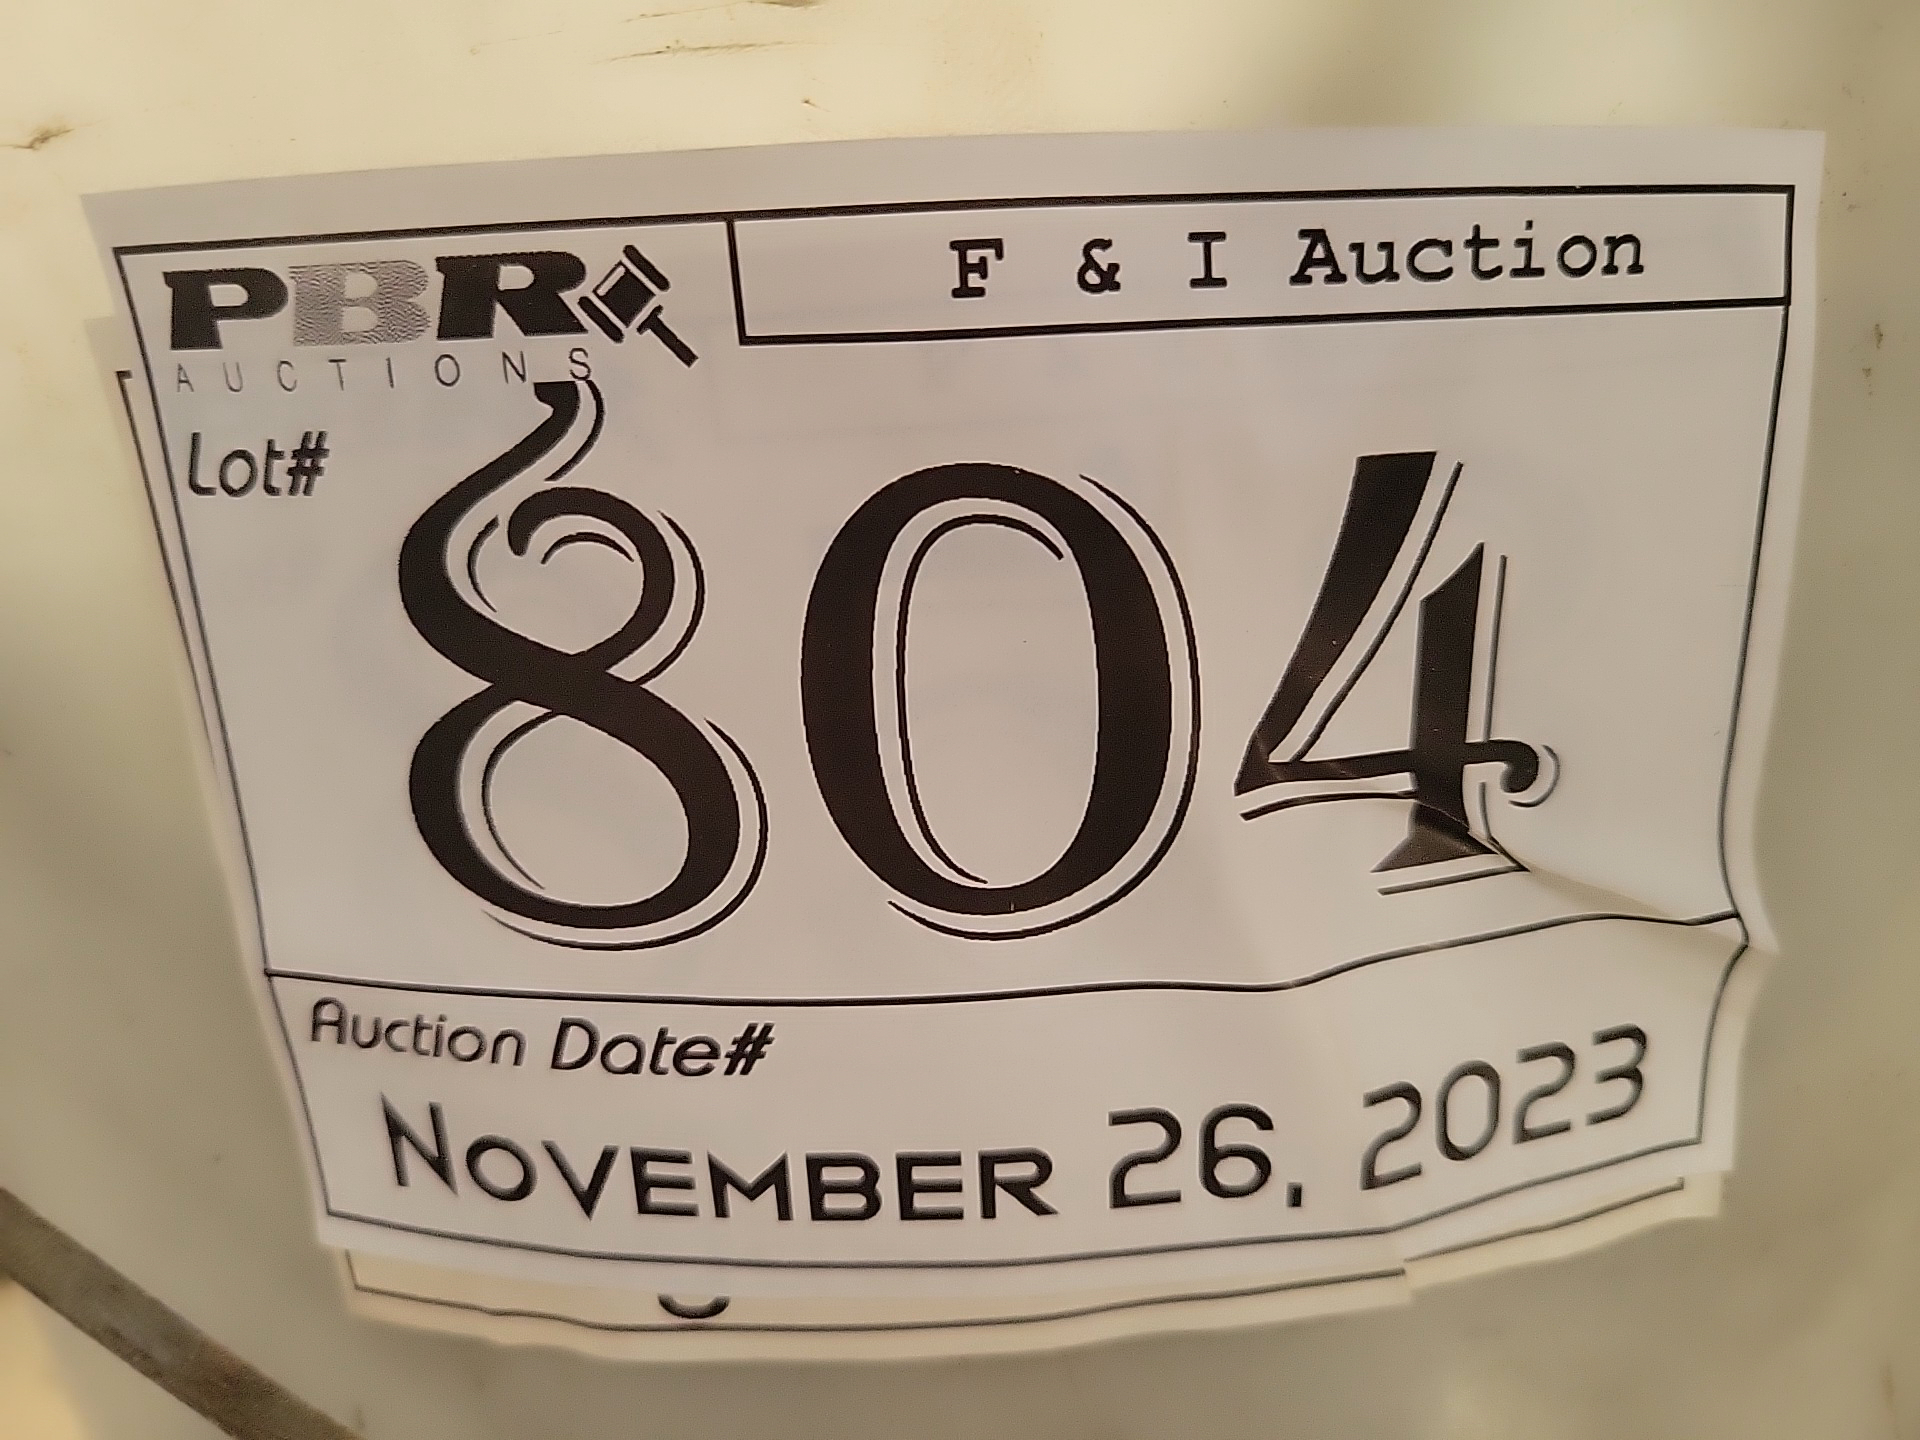 PBR
AUCTIONS
F & I Auction
Lot#
804
Auction Date#
NOVEMBER 26, 2023